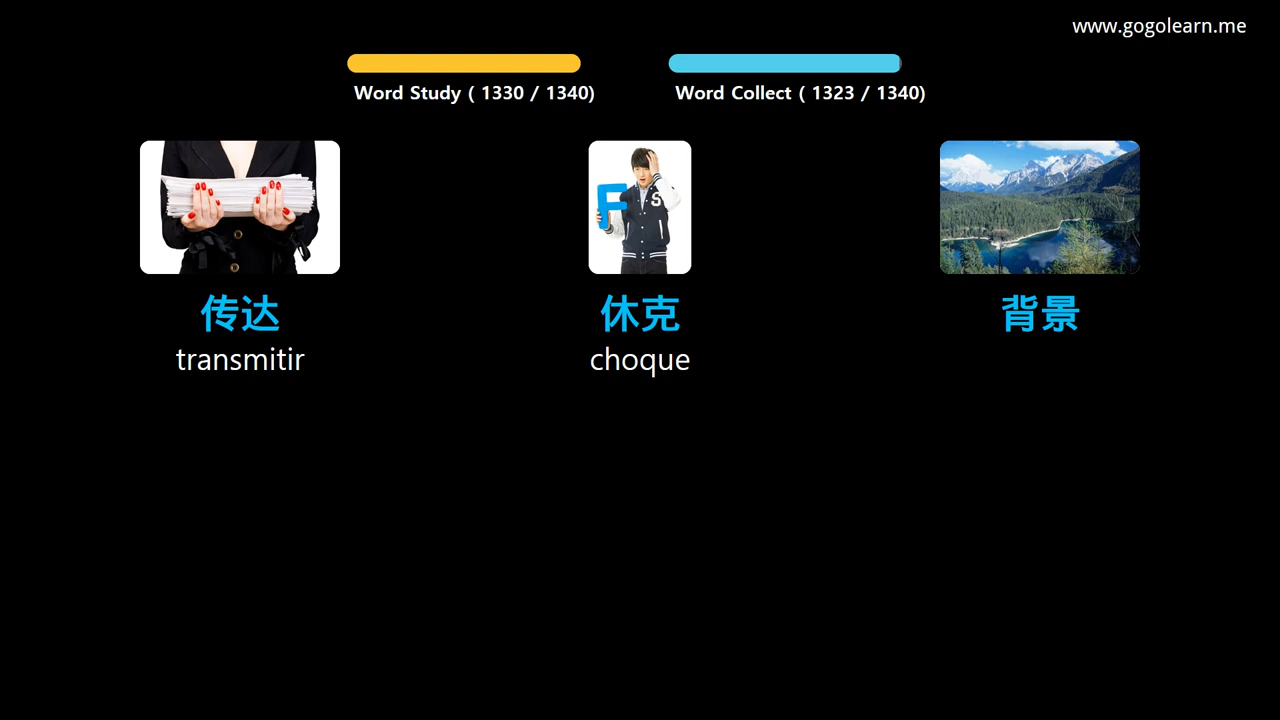 www.gogolearn.me
Word Study ( 1330 / 1340)
Word Collect ( 1323 / 1340)
F
S
传达
休克
背景
transmitir
choque